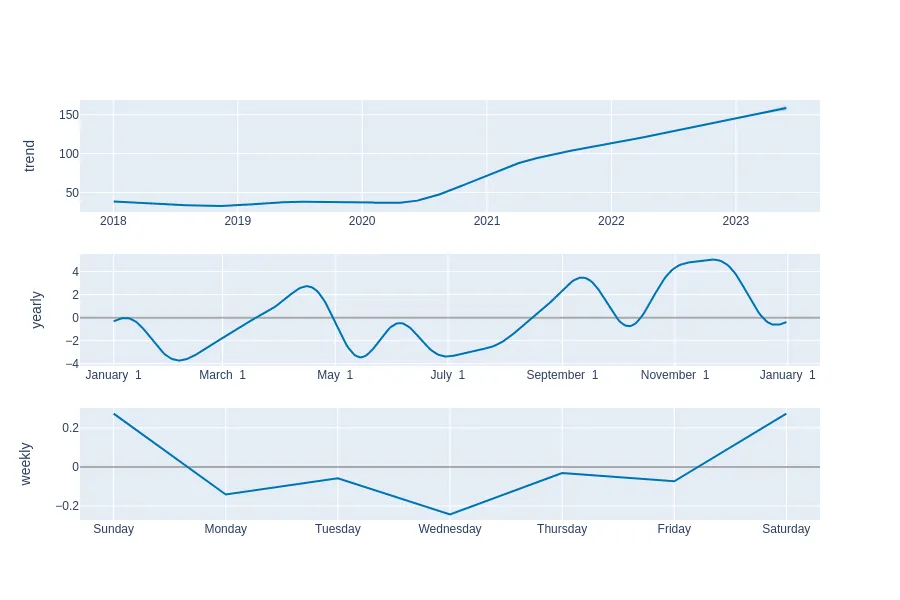 trend
150
100
50
2018 2019 2020 2021 2022 2023
yearly
4
2
0
−2
−4
January 1 March 1 May 1 July 1 September 1 November 1 January 1
weekly
0.2
0
−0.2
Sunday Monday Tuesday Wednesday Thursday Friday Saturday